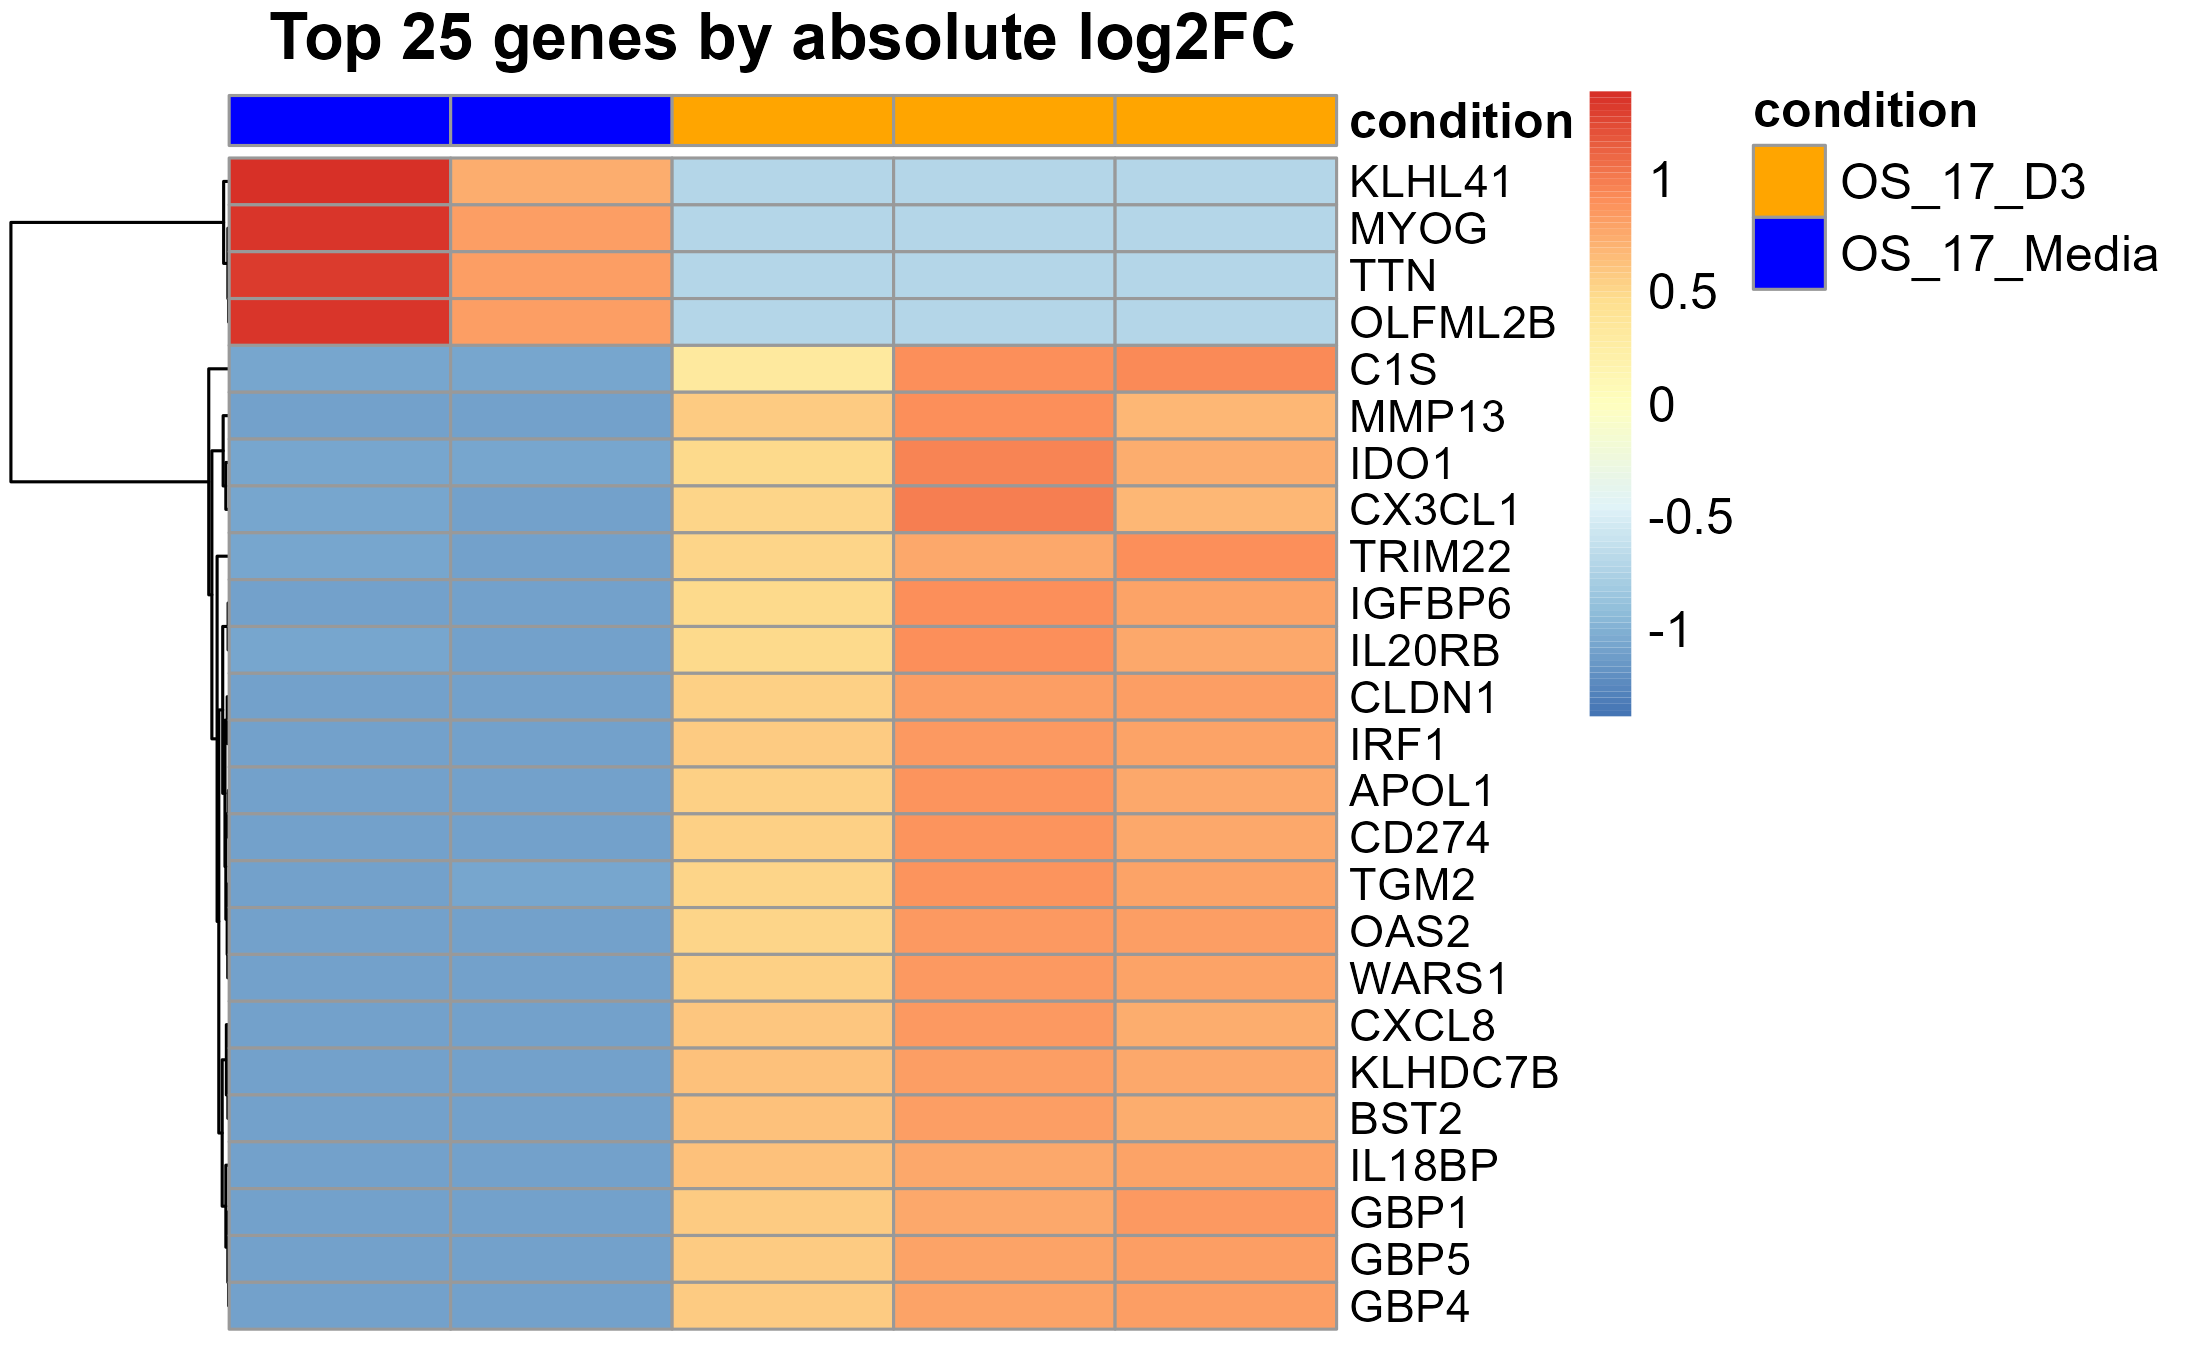 Top 25 genes by absolute log2FC
condition
KLHL41
MYOG
TTN
OLFML2B
C1S
MMP13
IDO1
CX3CL1
TRIM22
IGFBP6
IL20RB
CLDN1
IRF1
APOL1
CD274
TGM2
OAS2
WARS1
CXCL8
KLHDC7B
BST2
IL18BP
GBP1
GBP5
GBP4
1
0.5
0
-0.5
-1
condition
OS_17_D3
OS_17_Media